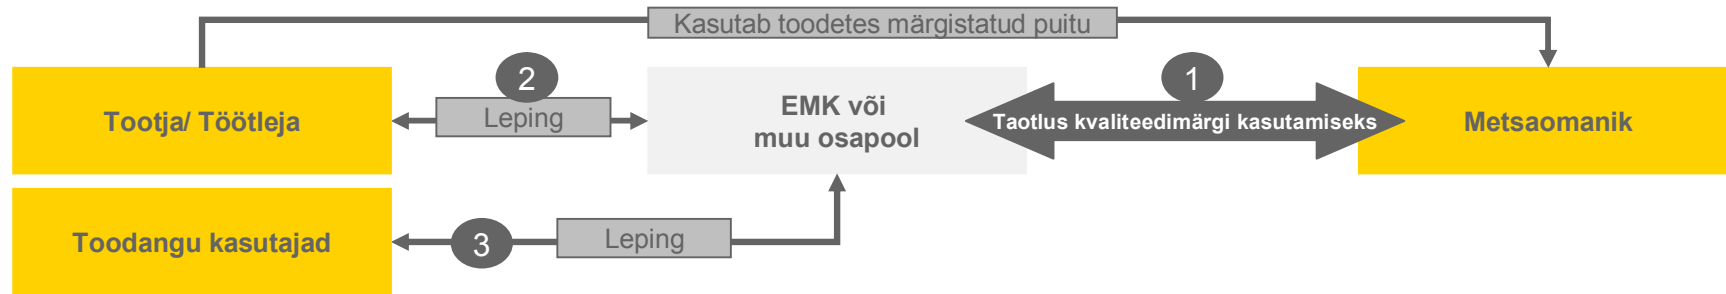 Kasutab toodetes märgistatud puitu
2
1
Tootja/ Töötleja
Leping
EMK või
muu osapool
Taotlus kvaliteedimärgi kasutamiseks
Metsaomanik
Toodangu kasutajad
3
Leping